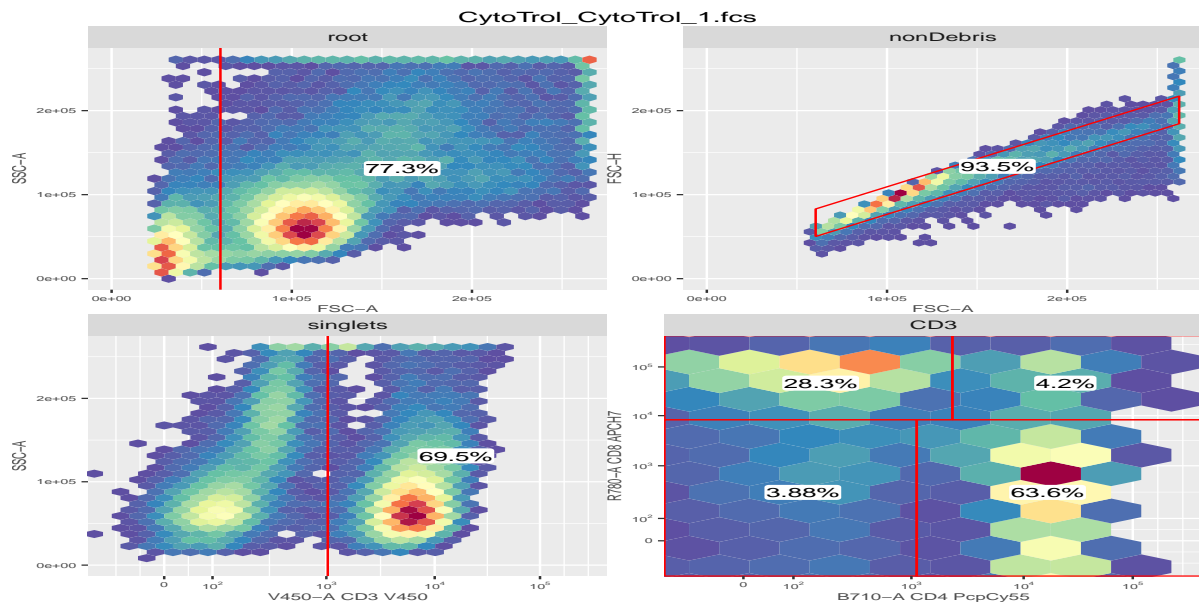 CytoTrol_CytoTrol_1.fcs
root
nonDebris
SSC-A
2e+05
1e+05
0e+00
77.3%
0e+00
1e+05
2e+05
FSC-A
FSC-H
2e+05
1e+05
0e+00
93.5%
0e+00
1e+05
2e+05
FSC-A
singlets
CD3
SSC-A
2e+05
1e+05
0e+00
69.5%
0
10²
10³
10⁴
10⁵
V450-A CD3 V450
R780-A CD8 APCH7
10⁵
10⁴
10³
10²
0
28.3%
4.2%
3.88%
63.6%
0
10²
10³
10⁴
10⁵
B710-A CD4 PcpCy55